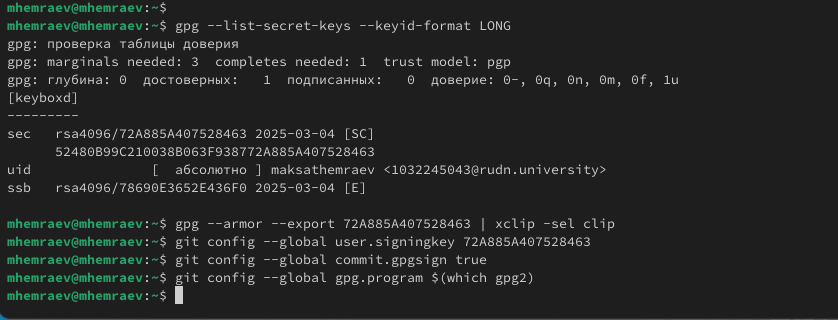 mhemraev@mhemraev:~$
mhemraev@mhemraev:~$ gpg --list-secret-keys --keyid-format LONG
gpg: проверка таблицы доверия
gpg: marginals needed: 3  completes needed: 1  trust model: pgp
gpg: глубина: 0  достоверных:   1  подписанных:   0  доверие: 0-, 0q, 0n, 0m, 0f, 1u
[keyboxd]
---------
sec   rsa4096/72A885A407528463 2025-03-04 [SC]
      52480B99C210038B063F938772A885A407528463
uid              [  абсолютно ] maksathemraev <1032245043@rudn.university>
ssb   rsa4096/78690E3652E436F0 2025-03-04 [E]
mhemraev@mhemraev:~$ gpg --armor --export 72A885A407528463 | xclip -sel clip
mhemraev@mhemraev:~$ git config --global user.signingkey 72A885A407528463
mhemraev@mhemraev:~$ git config --global commit.gpgsign true
mhemraev@mhemraev:~$ git config --global gpg.program $(which gpg2)
mhemraev@mhemraev:~$